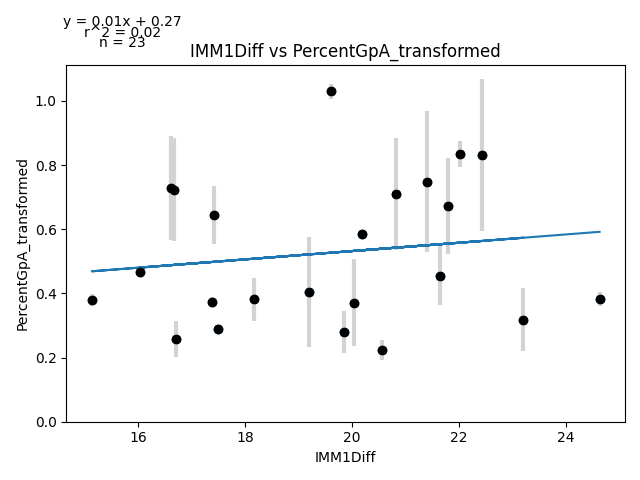 y = 0.01x + 0.27
r^2 = 0.02
n = 23
IMM1Diff vs PercentGpA_transformed
PercentGpA_transformed
1.0
0.8
0.6
0.4
0.2
0.0
16 18 20 22 24
IMM1Diff